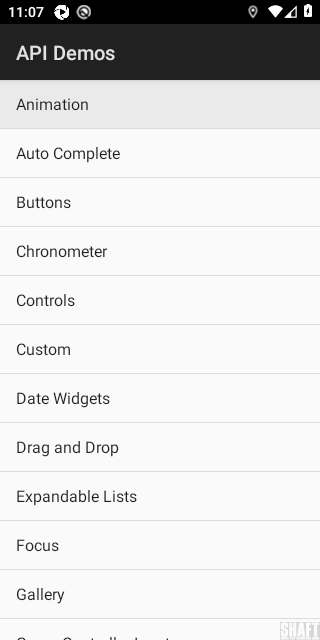 11:07
API Demos
Animation
Auto Complete
Buttons
Chronometer
Controls
Custom
Date Widgets
Drag and Drop
Expandable Lists
Focus
Gallery
SHAFT